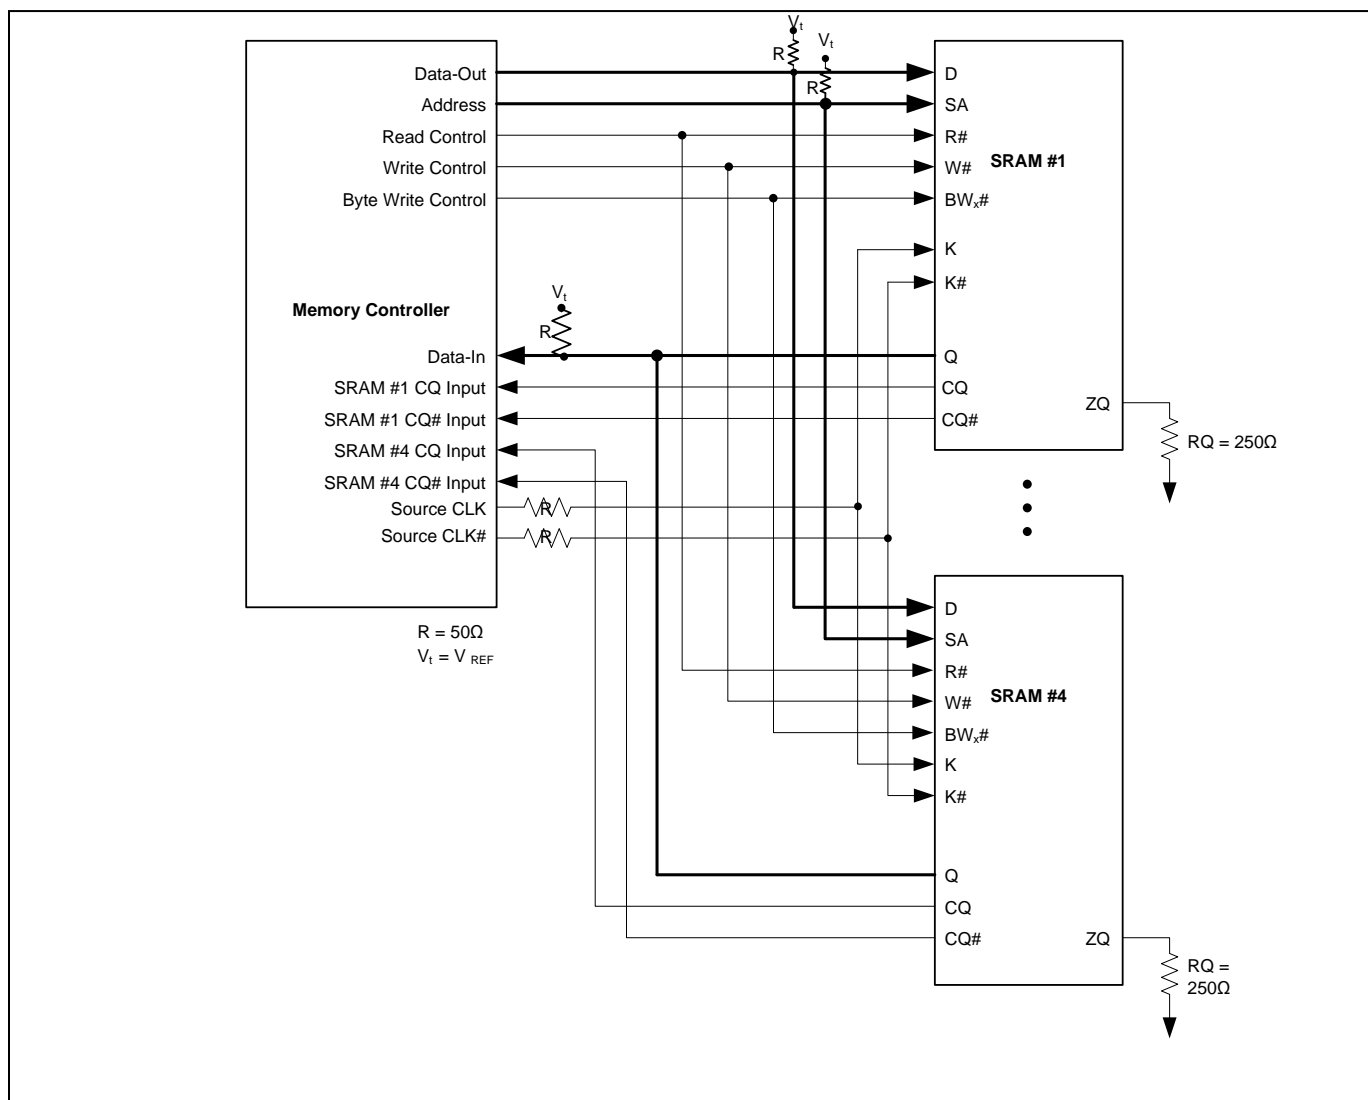 Vt
Vt
R
R
Data-Out
Address
Read Control
Write Control
Byte Write Control
Memory Controller
Vt
R
Data-In
SRAM #1 CQ Input
SRAM #1 CQ# Input
SRAM #4 CQ Input
SRAM #4 CQ# Input
Source CLK
R
Source CLK#
R
R = 50Ω
Vt = V REF
D
SA
R#
SRAM #1
W#
BWx#
K
K#
Q
CQ
CQ#
ZQ
RQ = 250Ω
D
SA
R#
SRAM #4
W#
BWx#
K
K#
Q
CQ
CQ#
ZQ
RQ =
250Ω